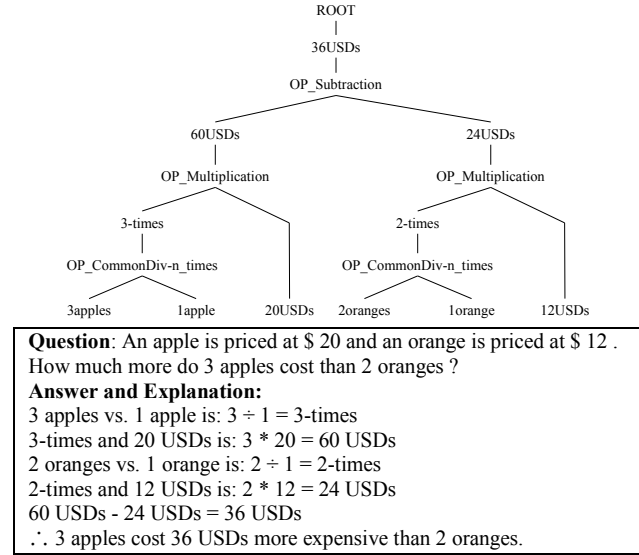 ROOT
36USDs
OP_Subtraction
60USDs 24USDs
OP_Multiplication OP_Multiplication
3-times 2-times
OP_CommonDiv-n_times OP_CommonDiv-n_times
3apples 1apple 20USDs 2oranges 1orange 12USDs
Question: An apple is priced at $ 20 and an orange is priced at $ 12 .
How much more do 3 apples cost than 2 oranges ?
Answer and Explanation:
3 apples vs. 1 apple is: 3 ÷ 1 = 3-times
3-times and 20 USDs is: 3 * 20 = 60 USDs
2 oranges vs. 1 orange is: 2 ÷ 1 = 2-times
2-times and 12 USDs is: 2 * 12 = 24 USDs
60 USDs - 24 USDs = 36 USDs
∴ 3 apples cost 36 USDs more expensive than 2 oranges.